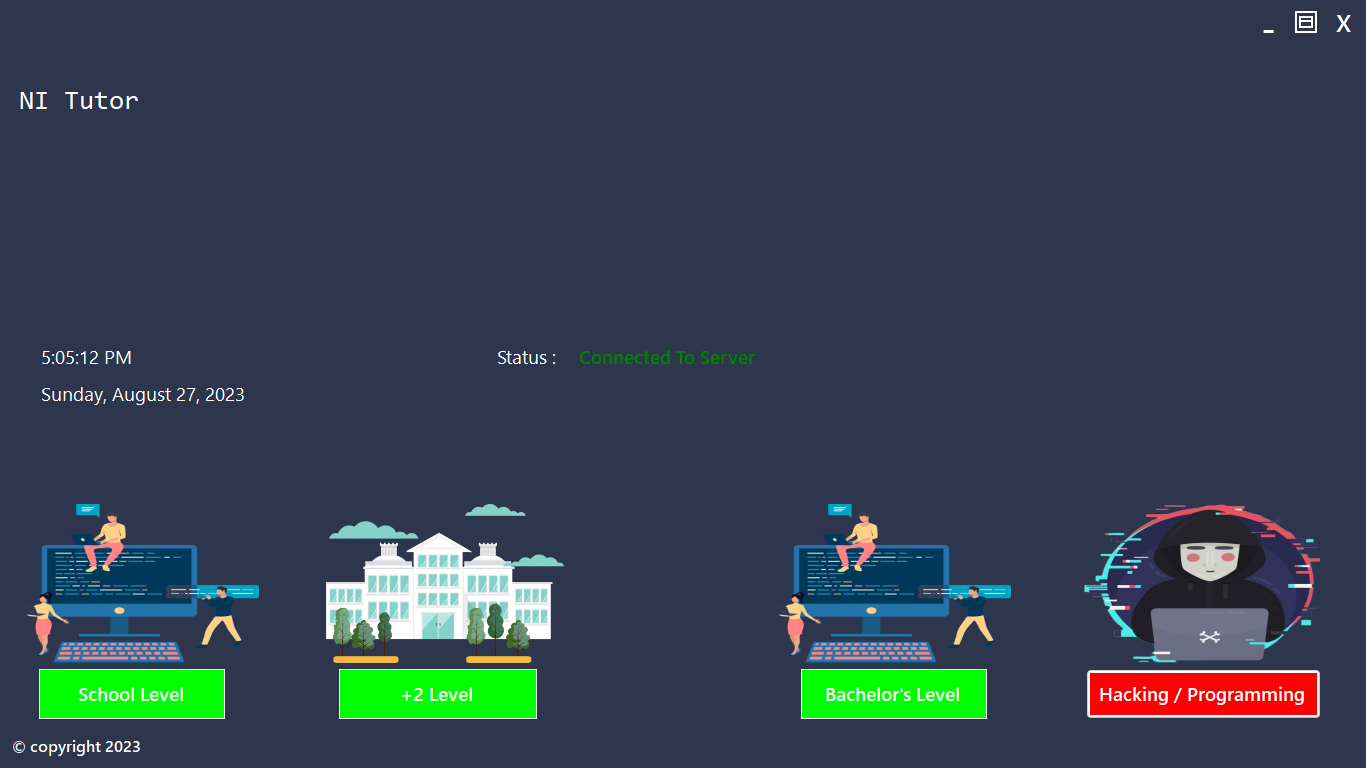 _ X
NI Tutor
5:05:12 PM
Status : Connected To Server
Sunday, August 27, 2023
School Level
+2 Level
Bachelor's Level
Hacking / Programming
© copyright 2023